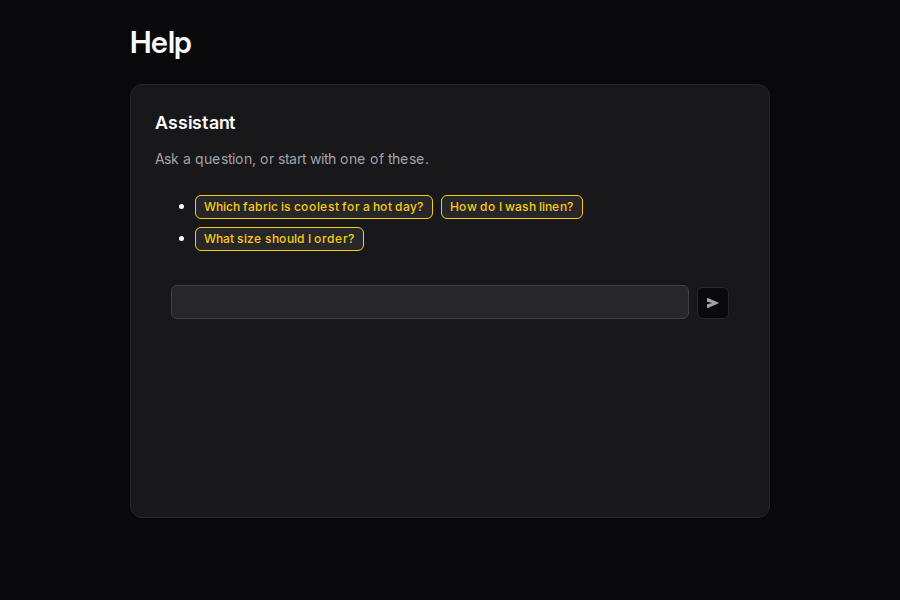 Help
Assistant
Ask a question, or start with one of these.
Which fabric is coolest for a hot day? How do I wash linen?
What size should I order?